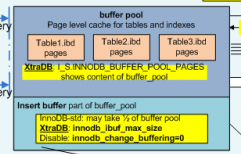 buffer pool
Page level cache for tables and indexes
Table1.ibd
pages
Table2.ibd
pages
Table3.ibd
pages
XtraDB: I_S.INNODB_BUFFER_POOL_PAGES
shows content of buffer_pool
Insert buffer part of buffer_pool
InnoDB-std: may take ½ of buffer pool
XtraDB: innodb_ibuf_max_size
Disable: innodb_change_buffering=0